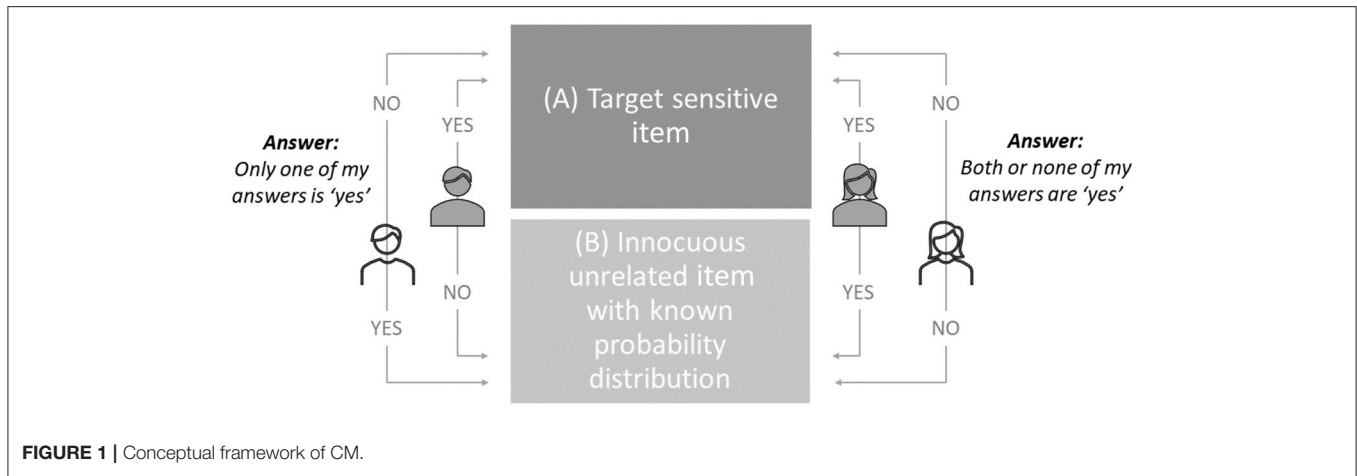 NO
YES
Answer:
Only one of my
answers is 'yes'
NO
YES
(A) Target sensitive
item
(B) Innocuous
unrelated item
with known
probability
distribution
YES
NO
Answer:
Both or none of my
answers are 'yes'
YES
NO
FIGURE 1 | Conceptual framework of CM.